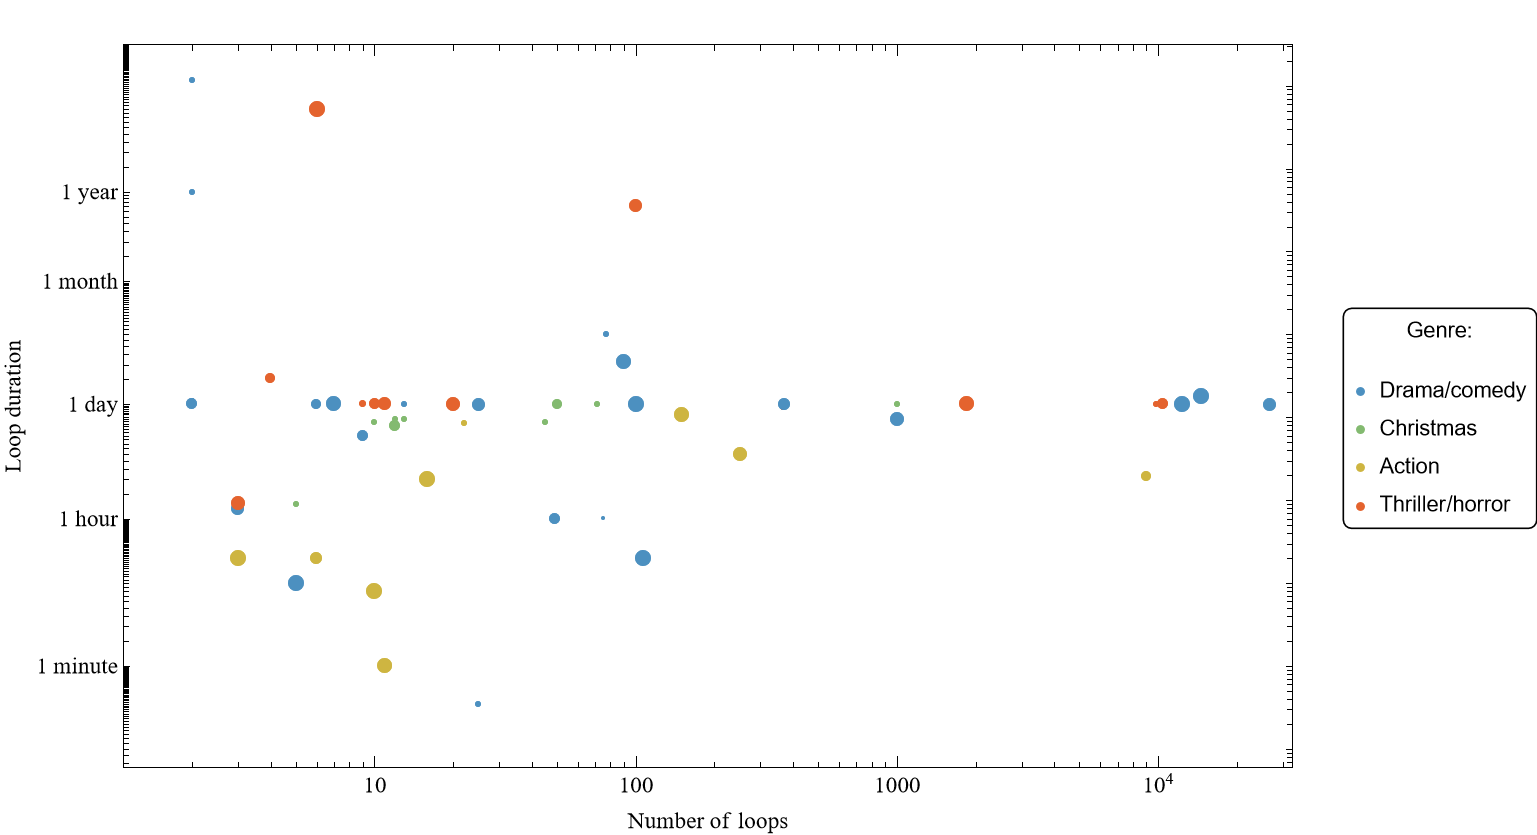 1 year
1 month
1 day
1 hour
1 minute
Loop duration
10
100
1000
10⁴
Number of loops
Genre:
Drama/comedy
Christmas
Action
Thriller/horror